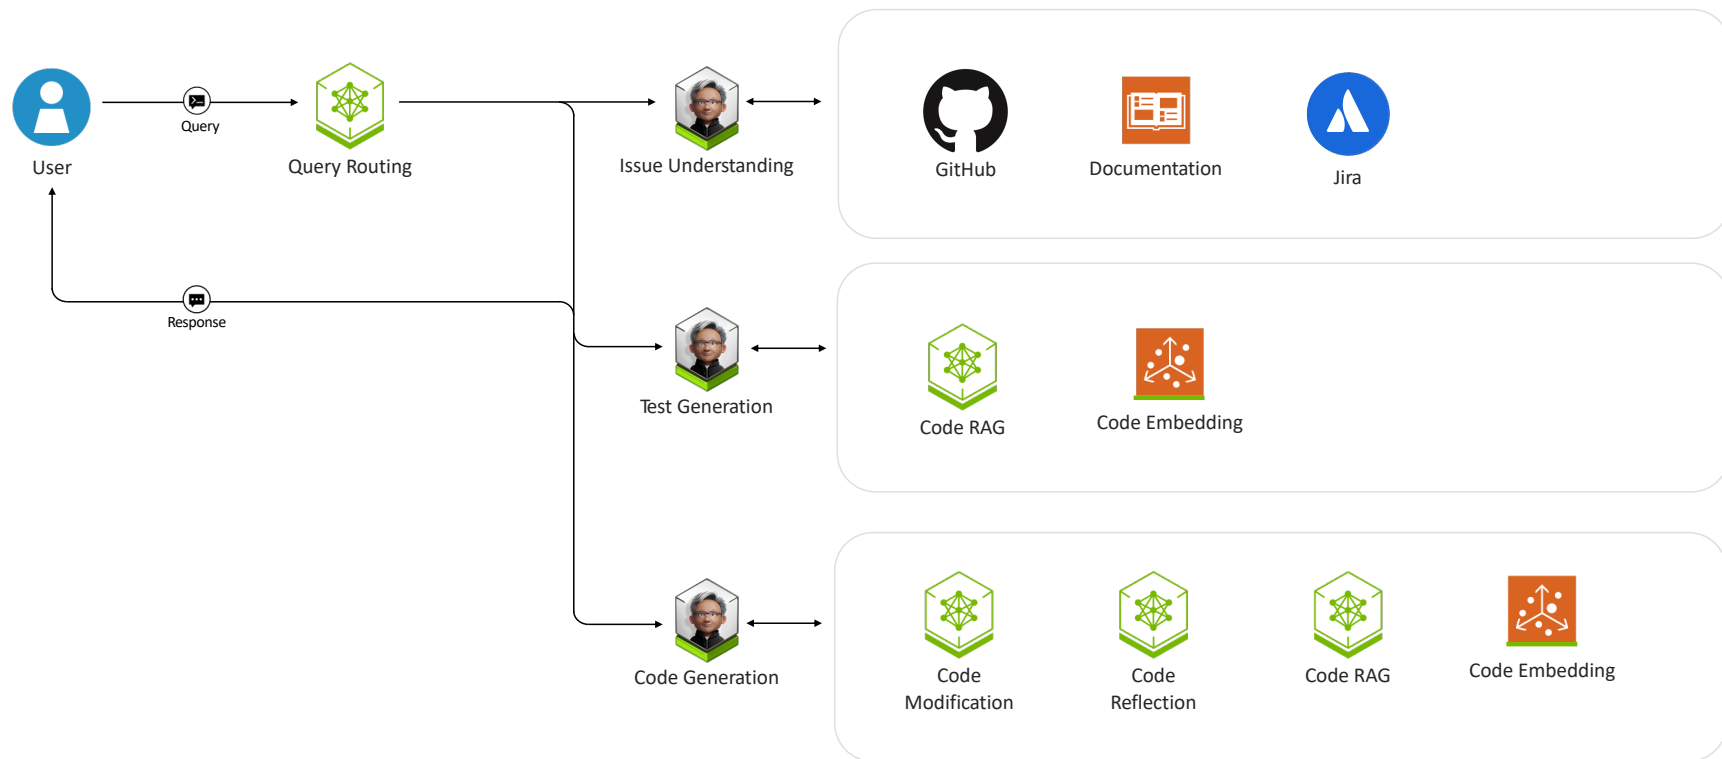 Query
User
Query Routing
Issue Understanding
GitHub
Documentation
Jira
Response
Test Generation
Code RAG
Code Embedding
Code Generation
Code
Modification
Code
Reflection
Code RAG
Code Embedding